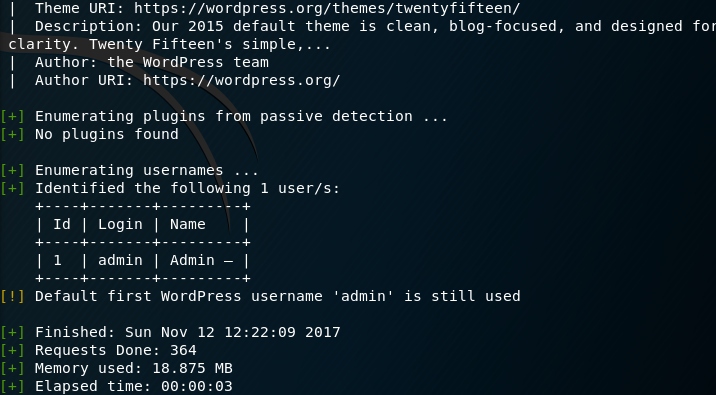 |  Theme URI: https://wordpress.org/themes/twentyfifteen/
|  Description: Our 2015 default theme is clean, blog-focused, and designed for
clarity. Twenty Fifteen's simple,...
|  Author: the WordPress team
|  Author URI: https://wordpress.org/
[+] Enumerating plugins from passive detection ...
[+] No plugins found
[+] Enumerating usernames ...
[+] Identified the following 1 user/s:
+----+-------+---------+
| Id | Login | Name    |
+----+-------+---------+
| 1  | admin | Admin – |
+----+-------+---------+
[!] Default first WordPress username 'admin' is still used
[+] Finished: Sun Nov 12 12:22:09 2017
[+] Requests Done: 364
[+] Memory used: 18.875 MB
[+] Elapsed time: 00:00:03